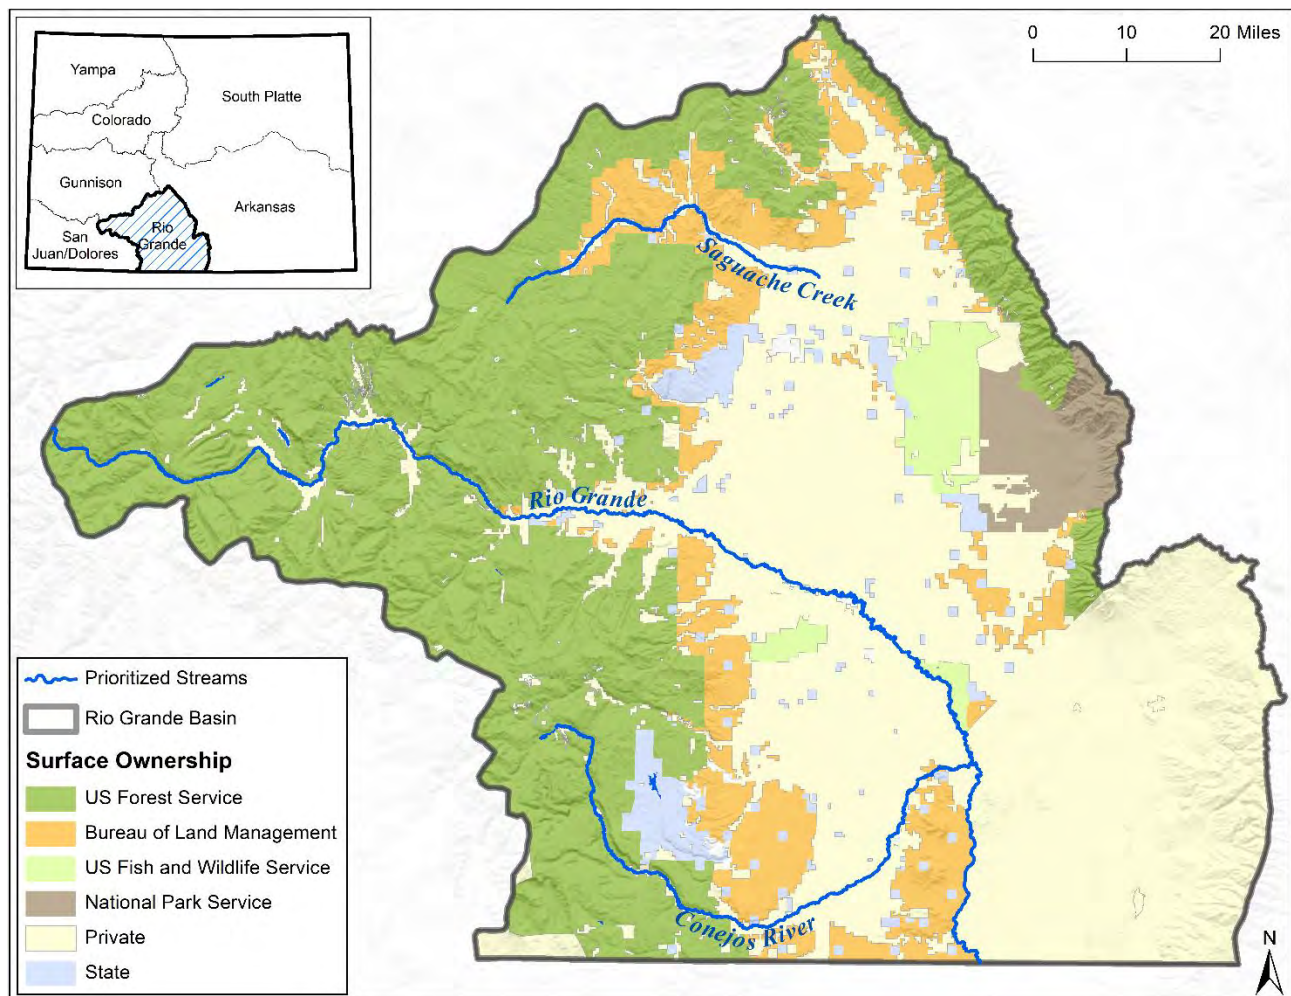 0 10 20 Miles
Yampa
South Platte
Colorado
Gunnison
Arkansas
Rio
Grande
San
Juan/Dolores
Saguache Creek
Rio Grande
Conejos River
Prioritized Streams
Rio Grande Basin
Surface Ownership
US Forest Service
Bureau of Land Management
US Fish and Wildlife Service
National Park Service
Private
State
N